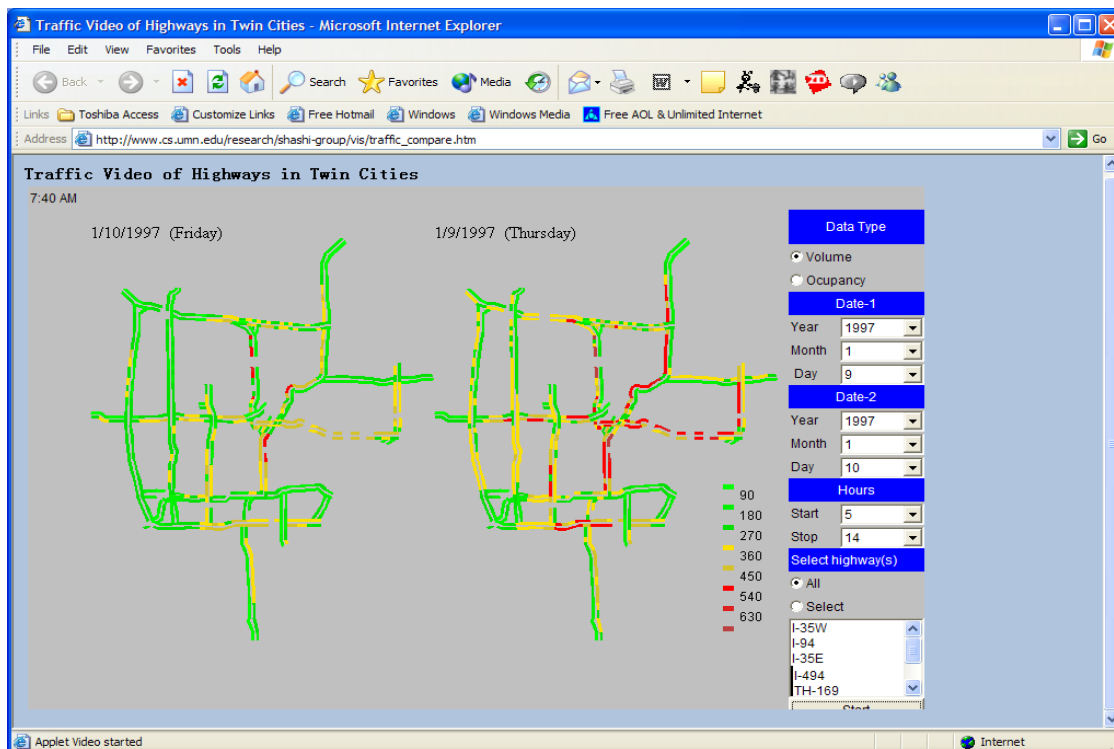 Traffic Video of Highways in Twin Cities - Microsoft Internet Explorer
File Edit View Favorites Tools Help
Back Search Favorites Media
Links Toshiba Access Customize Links Free Hotmail Windows Windows Media Free AOL & Unlimited Internet
Address http://www.cs.umn.edu/research/shashi-group/vis/traffic_compare.htm Go
Traffic Video of Highways in Twin Cities
7:40 AM
1/10/1997 (Friday)
1/9/1997 (Thursday)
90
180
270
360
450
540
630
Data Type
Volume
Ocupancy
Date-1
Year 1997
Month 1
Day 9
Date-2
Year 1997
Month 1
Day 10
Hours
Start 5
Stop 14
Select highway(s)
All
Select
I-35W
I-94
I-35E
I-494
TH-169
Start
Applet Video started Internet